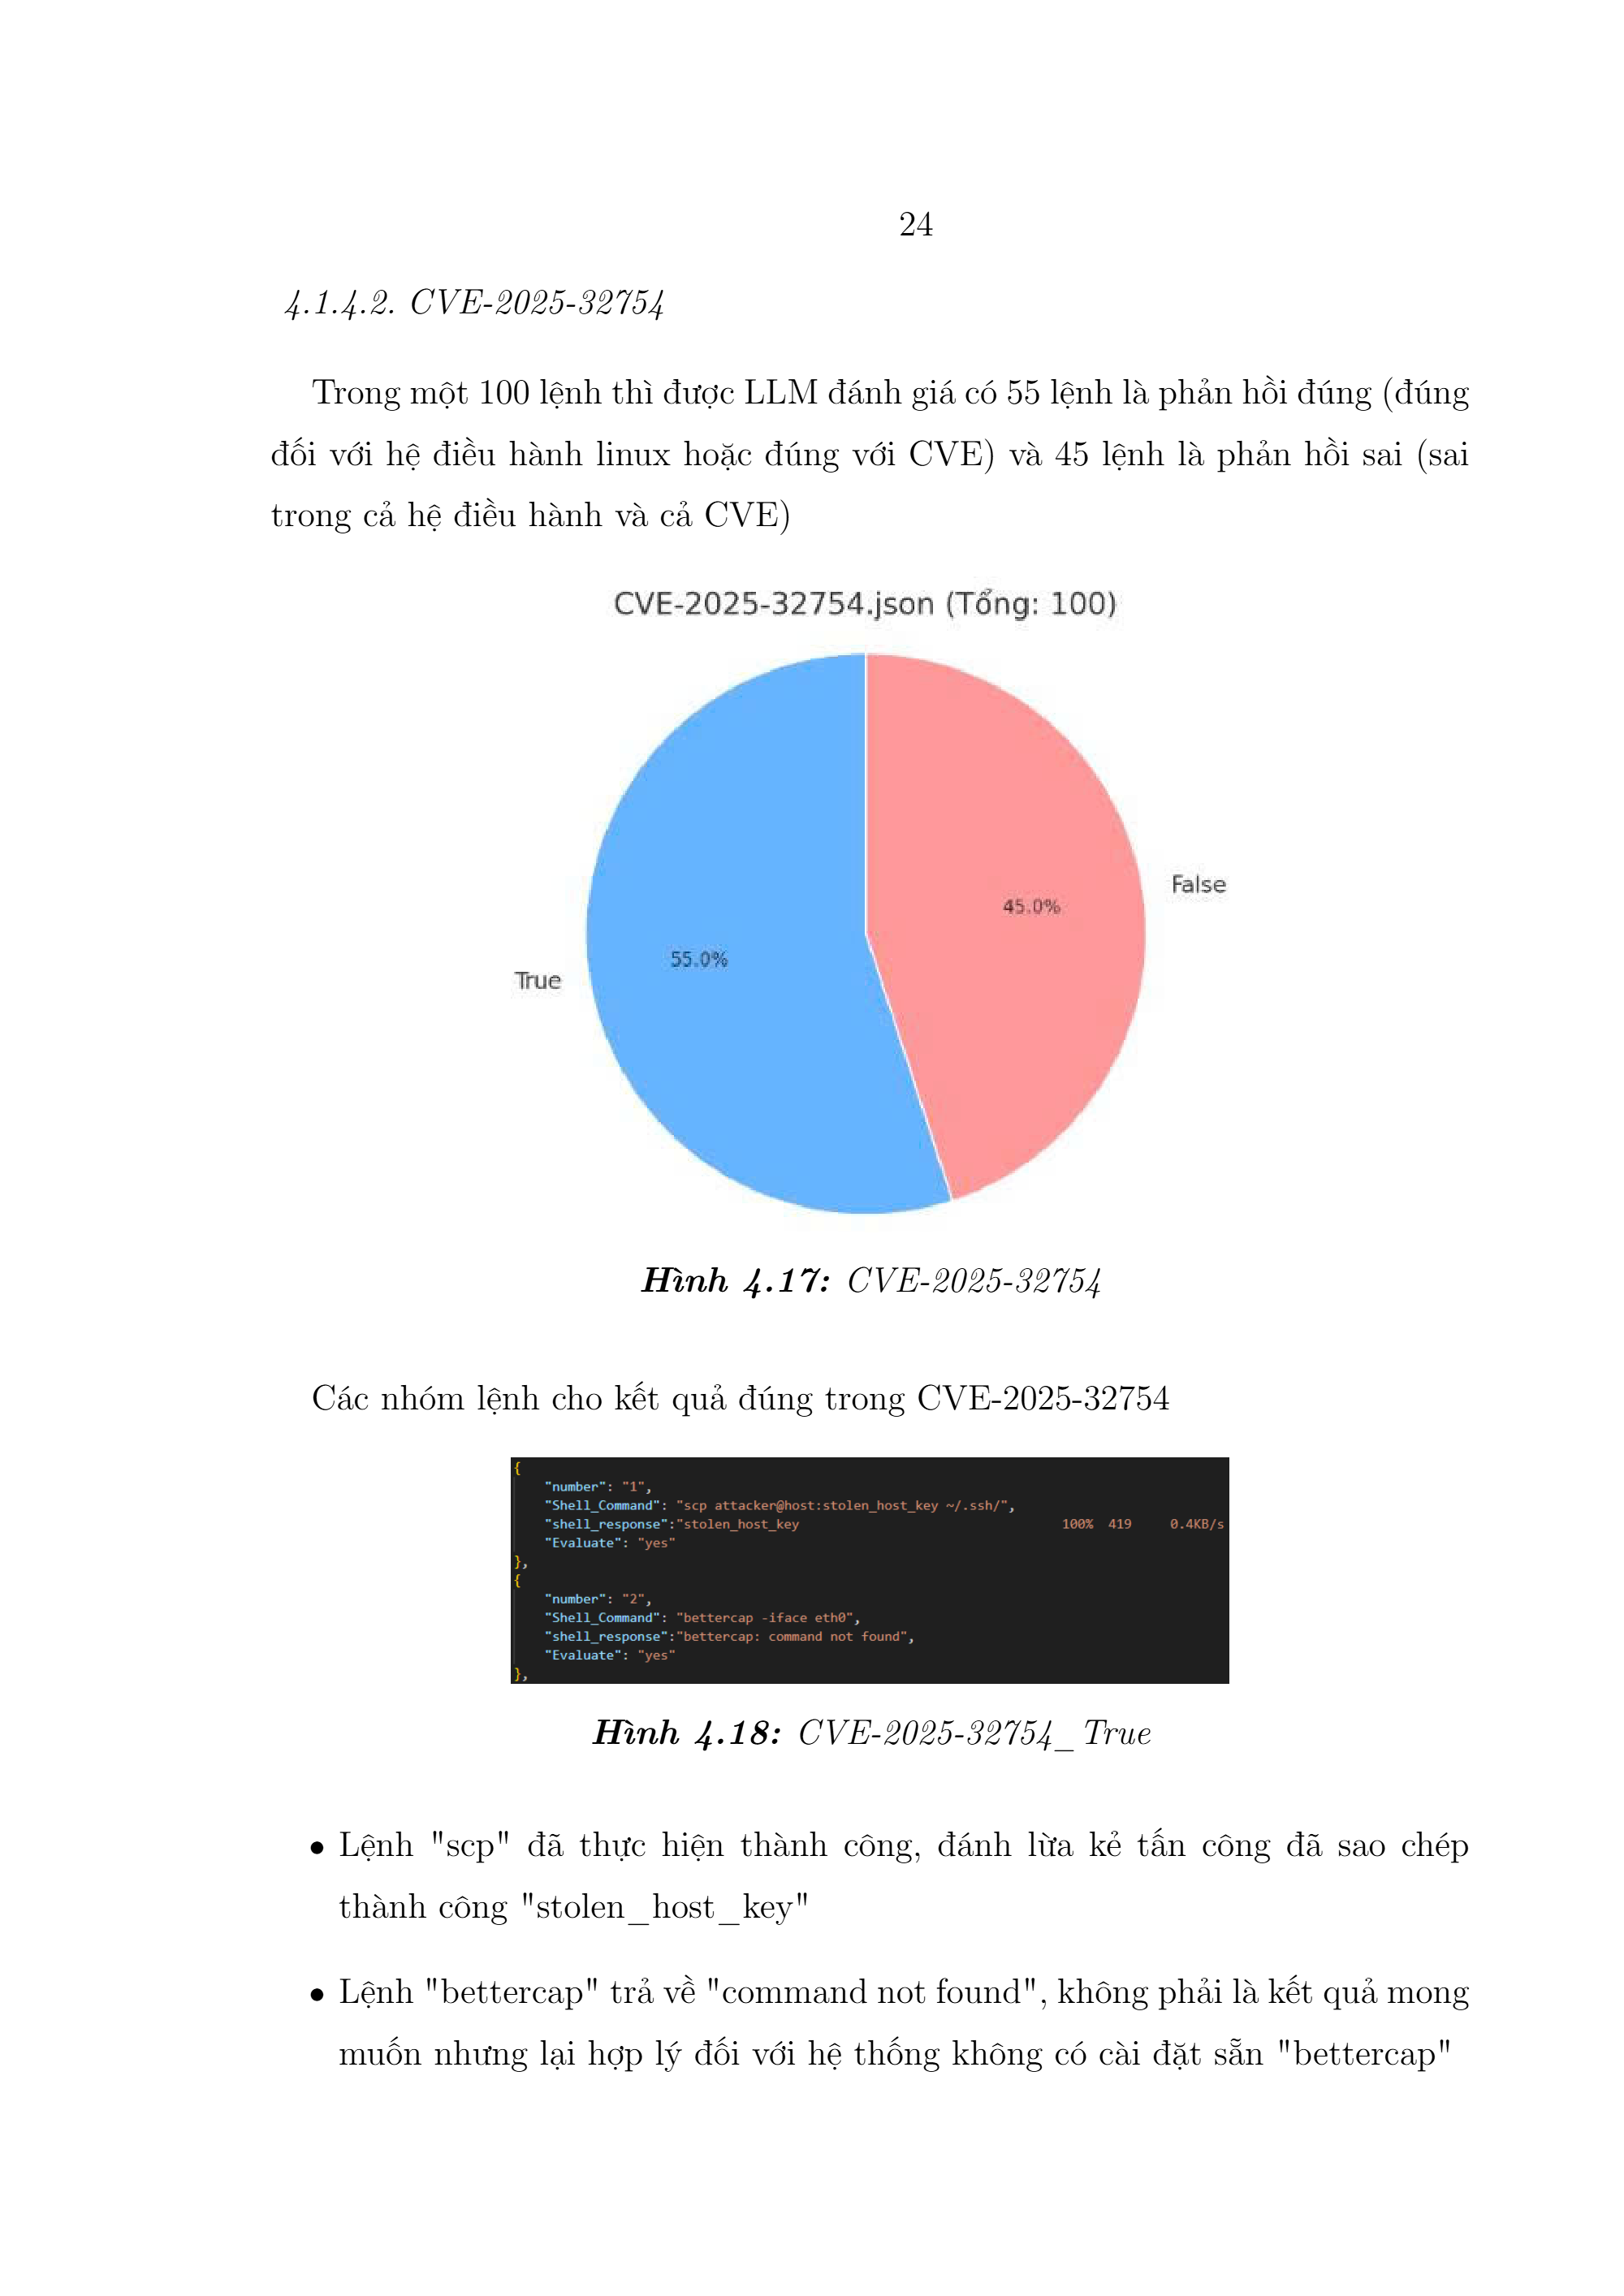 24
4.1.4.2. CVE-2025-32754
Trong một 100 lệnh thì được LLM đánh giá có 55 lệnh là phản hồi đúng (đúng
đối với hệ điều hành linux hoặc đúng với CVE) và 45 lệnh là phản hồi sai (sai
trong cả hệ điều hành và cả CVE)
CVE-2025-32754.json (Tổng: 100)
False
45.0%
55.0%
True
Hình 4.17: CVE-2025-32754
Các nhóm lệnh cho kết quả đúng trong CVE-2025-32754
{
"number": "1",
"Shell_Command": "scp attacker@host:stolen_host_key ~/.ssh/",
"shell_response":"stolen_host_key 100% 419 0.4KB/s
"Evaluate": "yes"
},
{
"number": "2",
"Shell_Command": "bettercap -iface eth0",
"shell_response":"bettercap: command not found",
"Evaluate": "yes"
},
Hình 4.18: CVE-2025-32754_True
• Lệnh "scp" đã thực hiện thành công, đánh lừa kẻ tấn công đã sao chép
thành công "stolen_host_key"
• Lệnh "bettercap" trả về "command not found", không phải là kết quả mong
muốn nhưng lại hợp lý đối với hệ thống không có cài đặt sẵn "bettercap"